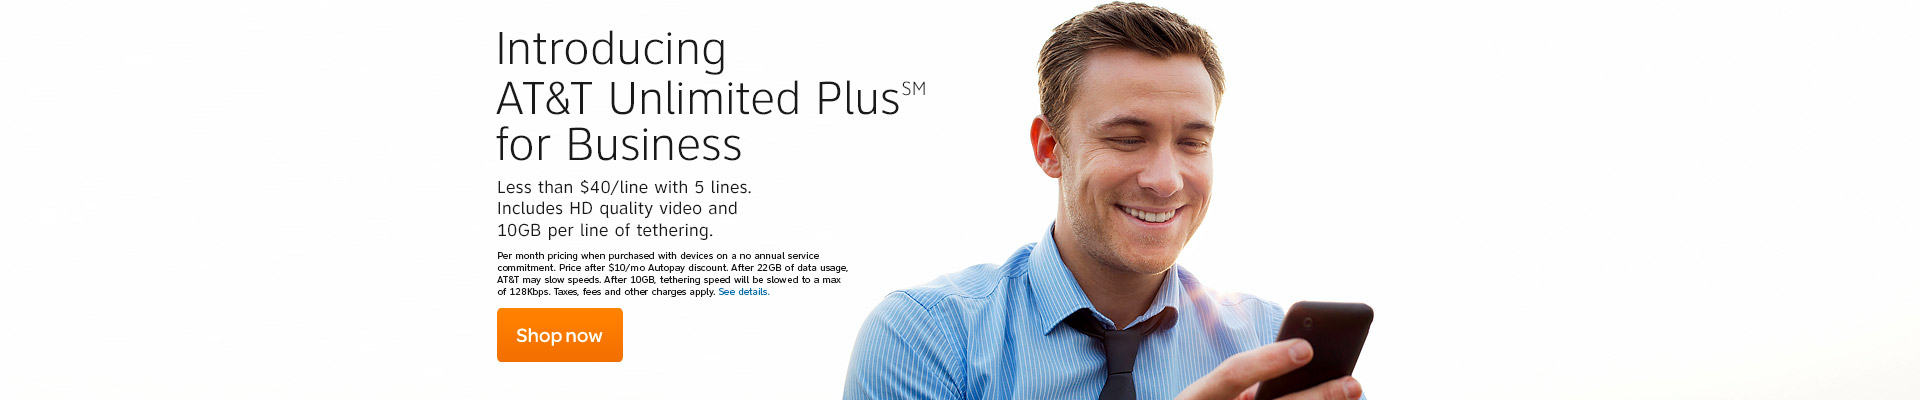 Introducing
AT&T Unlimited Plus℠
for Business
Less than $40/line with 5 lines.
Includes HD quality video and
10GB per line of tethering.
Per month pricing when purchased with devices on a no annual service
commitment. Price after $10/mo Autopay discount. After 22GB of data usage,
AT&T may slow speeds. After 10GB, tethering speed will be slowed to a max
of 128Kbps. Taxes, fees and other charges apply. See details.
Shop now